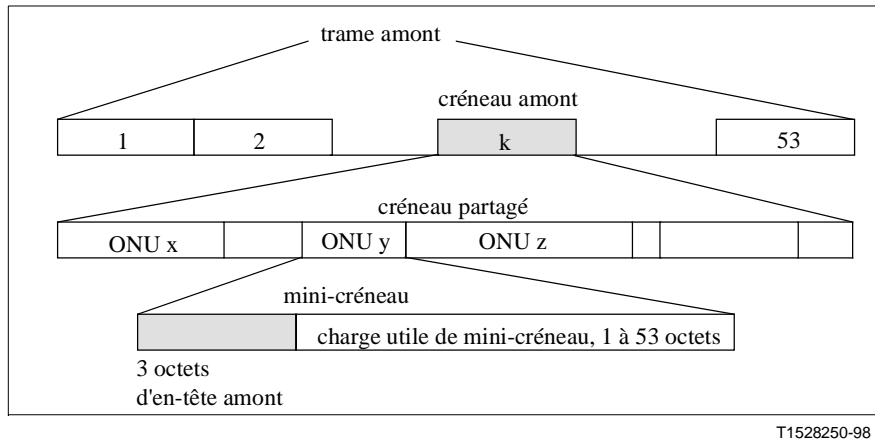 trame amont
créneau amont
1 2 k 53
créneau partagé
ONU x ONU y ONU z
mini-créneau
charge utile de mini-créneau, 1 à 53 octets
3 octets
d'en-tête amont
T1528250-98